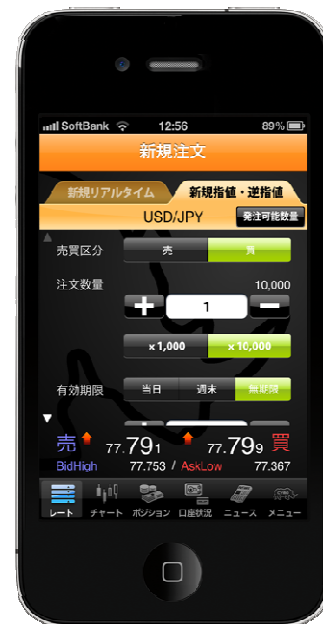 SoftBank 12:56 89%
新規注文
新規リアルタイム 新規指値・逆指値
USD/JPY 発注可能数量
売買区分 売 買
注文数量 10,000
1
×1,000 ×10,000
有効期限 当日 週末 無期限
売 77.791 77.799 買
BidHigh 77.753 / AskLow 77.367
レート チャート ポジション 口座状況 ニュース メニュー